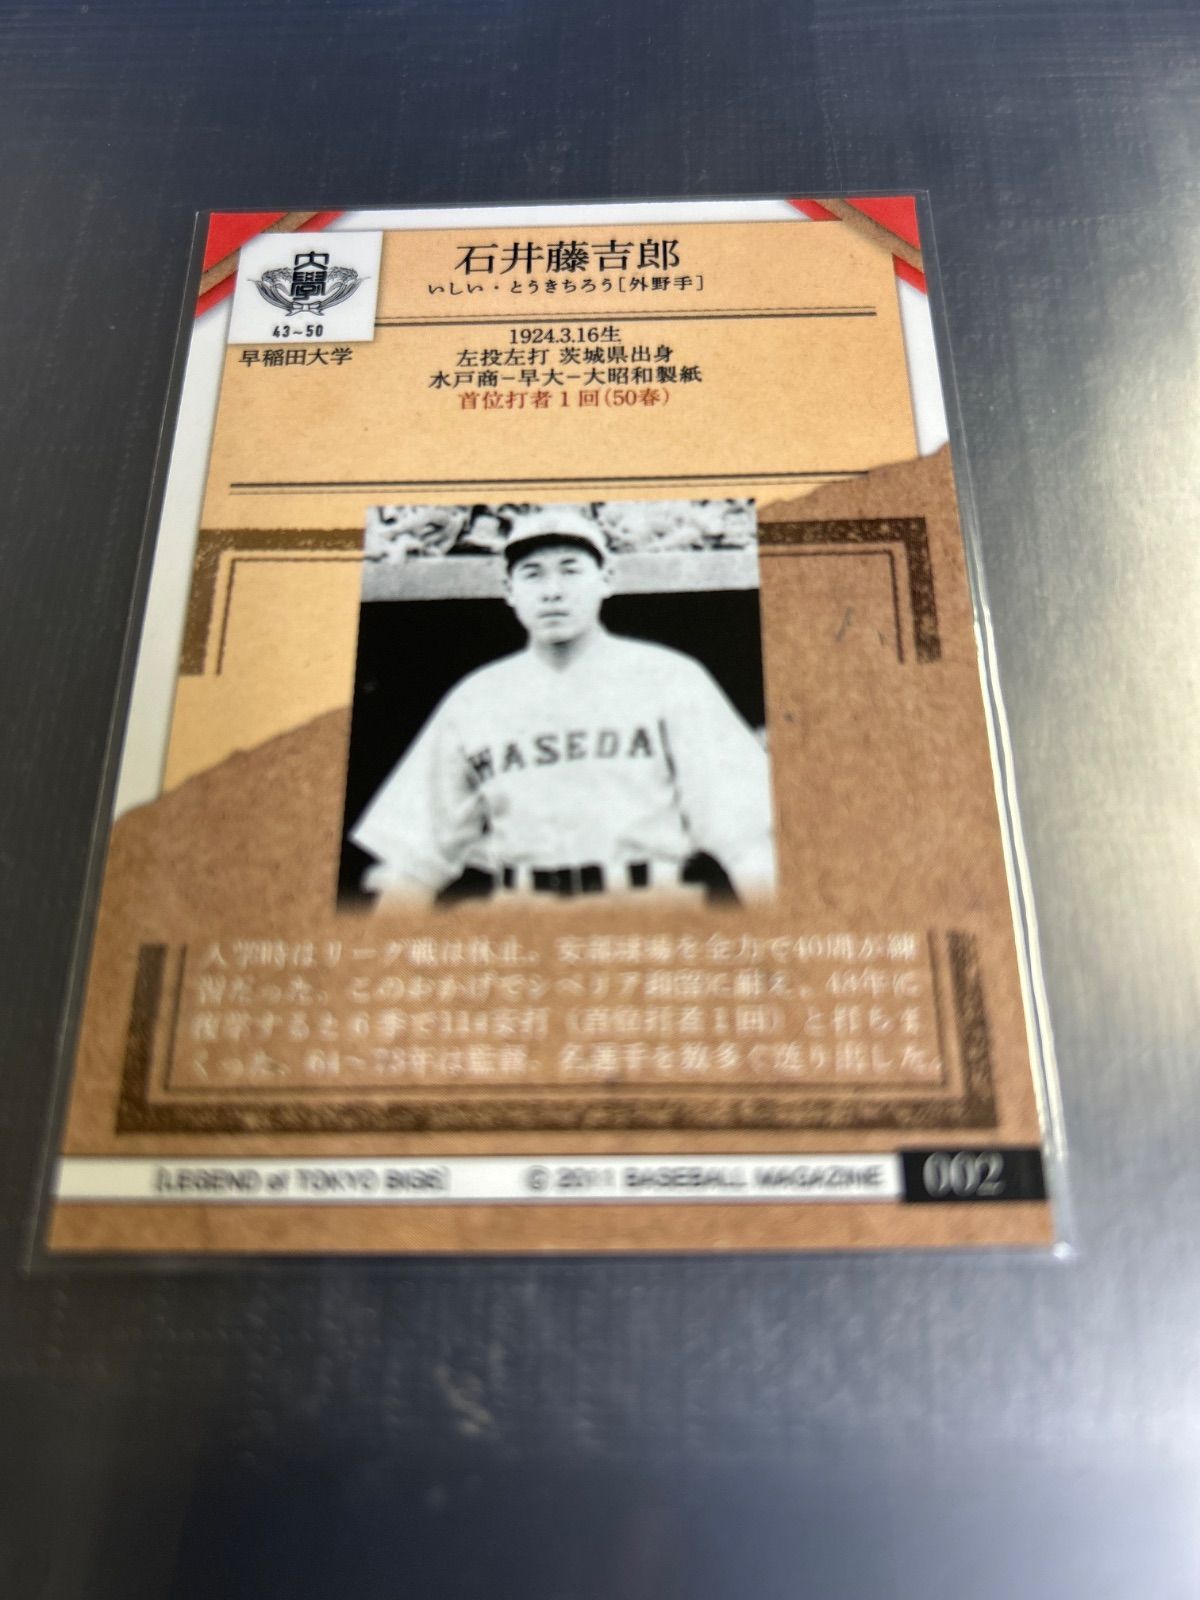 石井藤吉郎
いしい・とうきちろう[外野手]
大學
43~50
早稲田大学
1924.3.16生
左投左打 茨城県出身
水戸商−早大−大昭和製紙
首位打者1回(50春)
WASEDA
入学時はリーグ戦は休止。安部球場を全力で40周が練
習だった。このおかげでシベリア抑留に耐え、48年に
復学すると6季で114安打(首位打者1回)と打ちま
くった。64~73年は監督。名選手を数多く送り出した。
[LEGEND of TOKYO BIG6]
© 2011 BASEBALL MAGAZINE
002